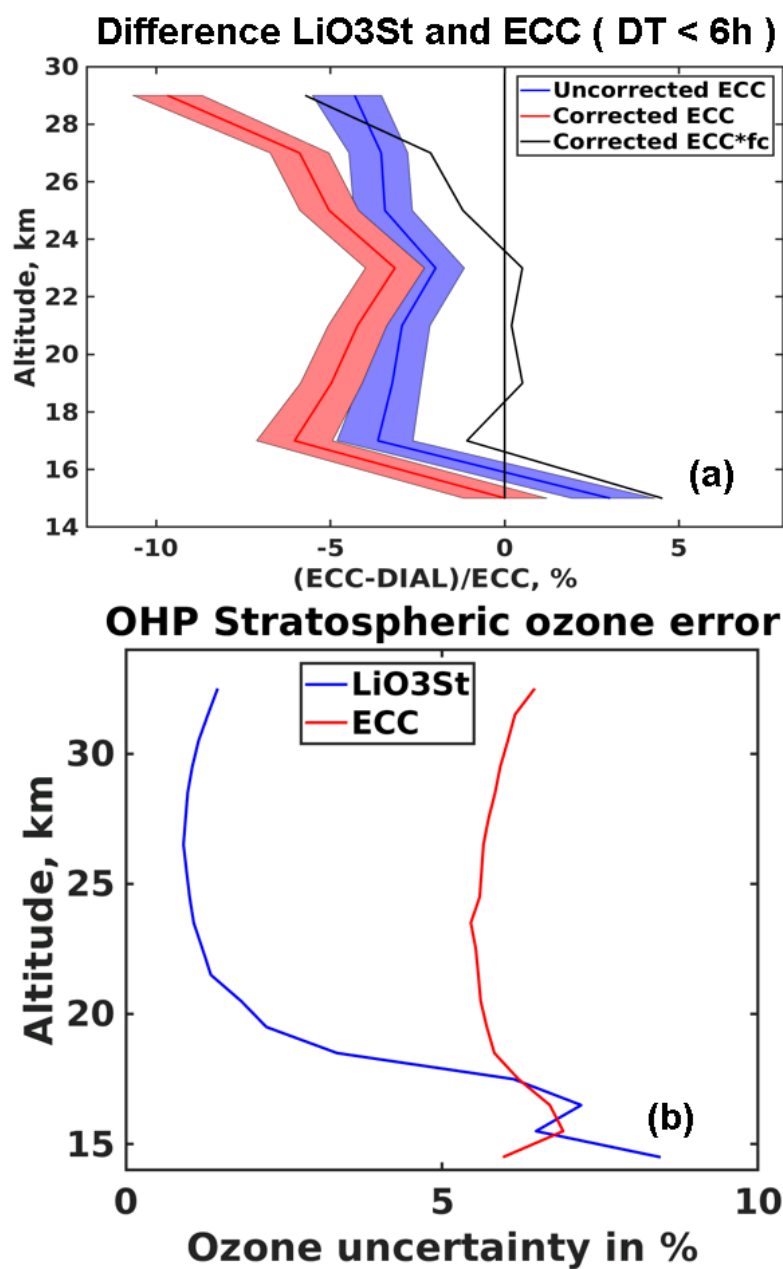 Difference LiO3St and ECC ( DT < 6h )
30
28
26
24
22
20
18
16
14
Altitude, km
Uncorrected ECC
Corrected ECC
Corrected ECC*fc
(a)
-10
-5
0
5
(ECC-DIAL)/ECC, %
OHP Stratospheric ozone error
LiO3St
ECC
30
25
20
15
Altitude, km
(b)
0
5
10
Ozone uncertainty in %